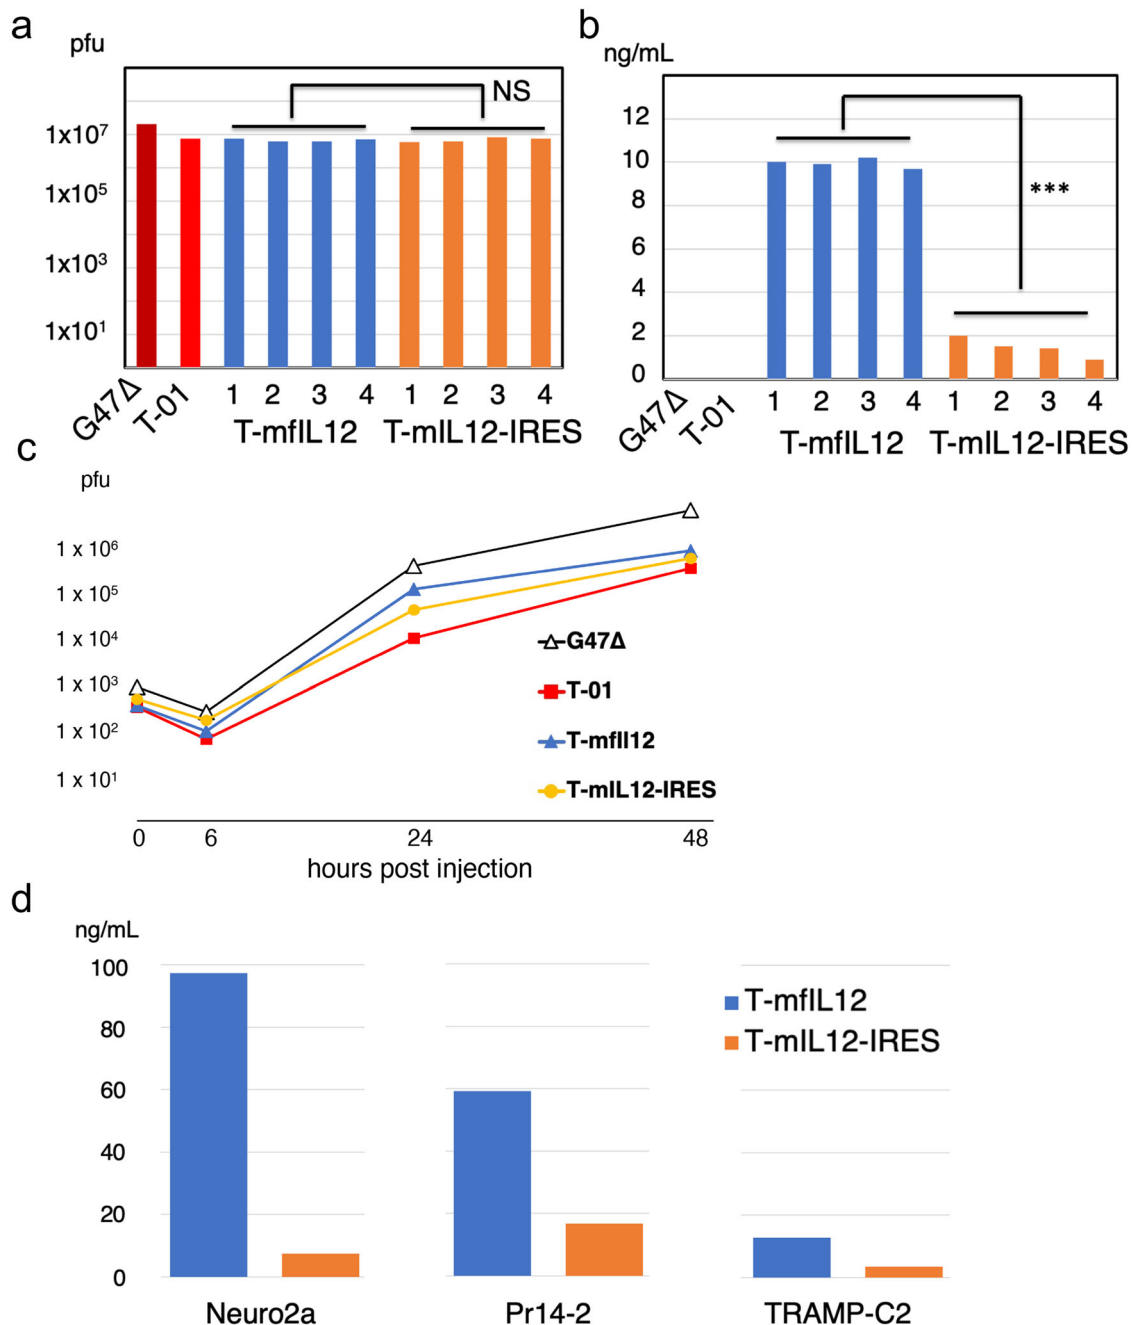 a
pfu
NS
1x10⁷
1x10⁵
1x10³
1x10¹
G47Δ
T-01
1 2 3 4 1 2 3 4
T-mfIL12 T-mIL12-IRES
b
ng/mL
12
10
8
6
4
2
0
***
G47Δ
T-01
1 2 3 4 1 2 3 4
T-mfIL12 T-mIL12-IRES
c
pfu
1 x 10⁶
1 x 10⁵
1 x 10⁴
1 x 10³
1 x 10²
1 x 10¹
G47Δ
T-01
T-mfIl12
T-mIL12-IRES
0 6 24 48
hours post injection
d
ng/mL
100
80
60
40
20
0
T-mfIL12
T-mIL12-IRES
Neuro2a Pr14-2 TRAMP-C2